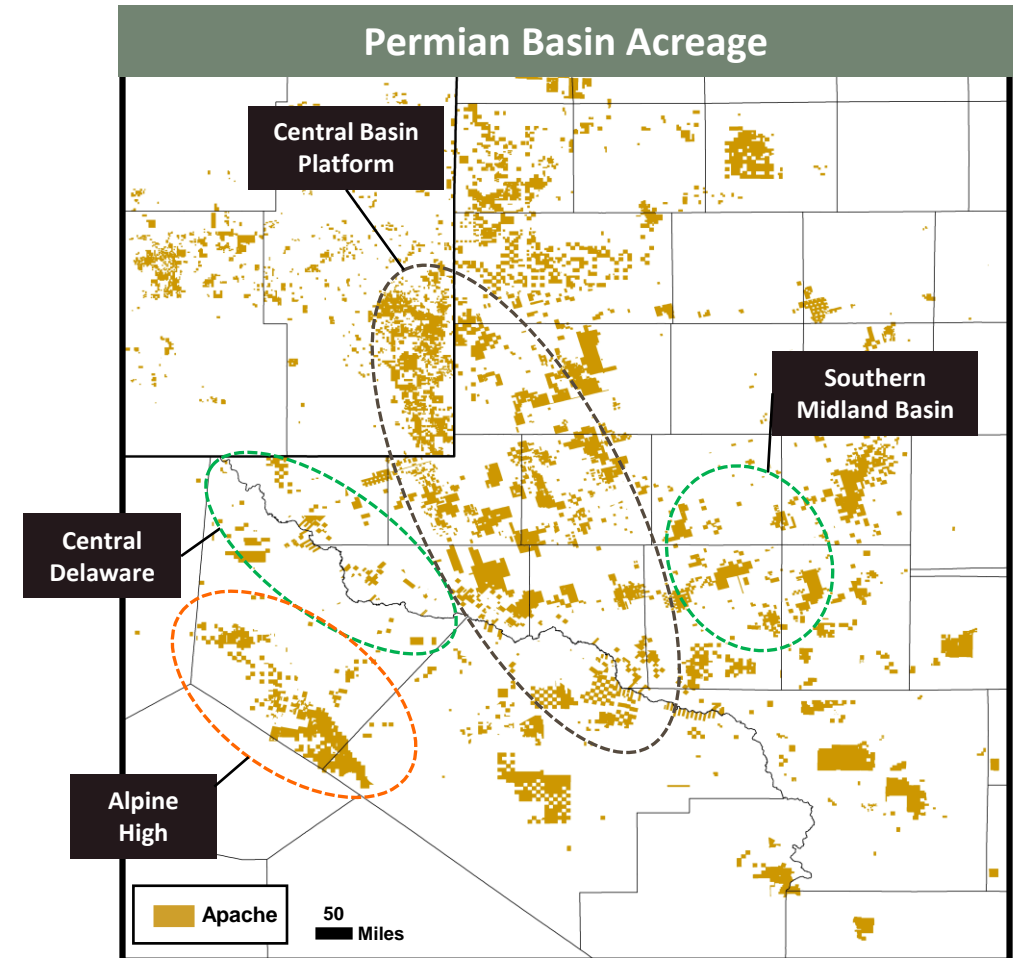 Permian Basin Acreage
Central Basin
Platform
Southern
Midland Basin
Central
Delaware
Alpine
High
Apache
50
Miles